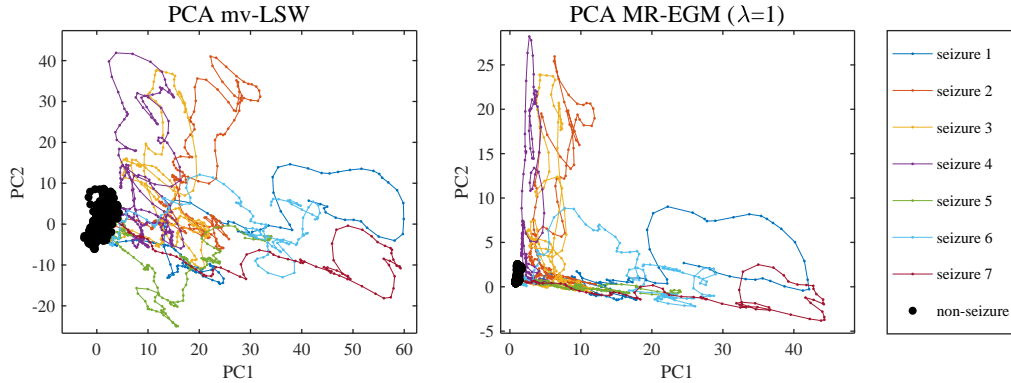 PCA mv-LSW
40
30
20
10
0
-10
-20
PC2
0 10 20 30 40 50 60
PC1
PCA MR-EGM (λ=1)
25
20
15
10
5
0
-5
PC2
0 10 20 30 40
PC1
seizure 1
seizure 2
seizure 3
seizure 4
seizure 5
seizure 6
seizure 7
non-seizure